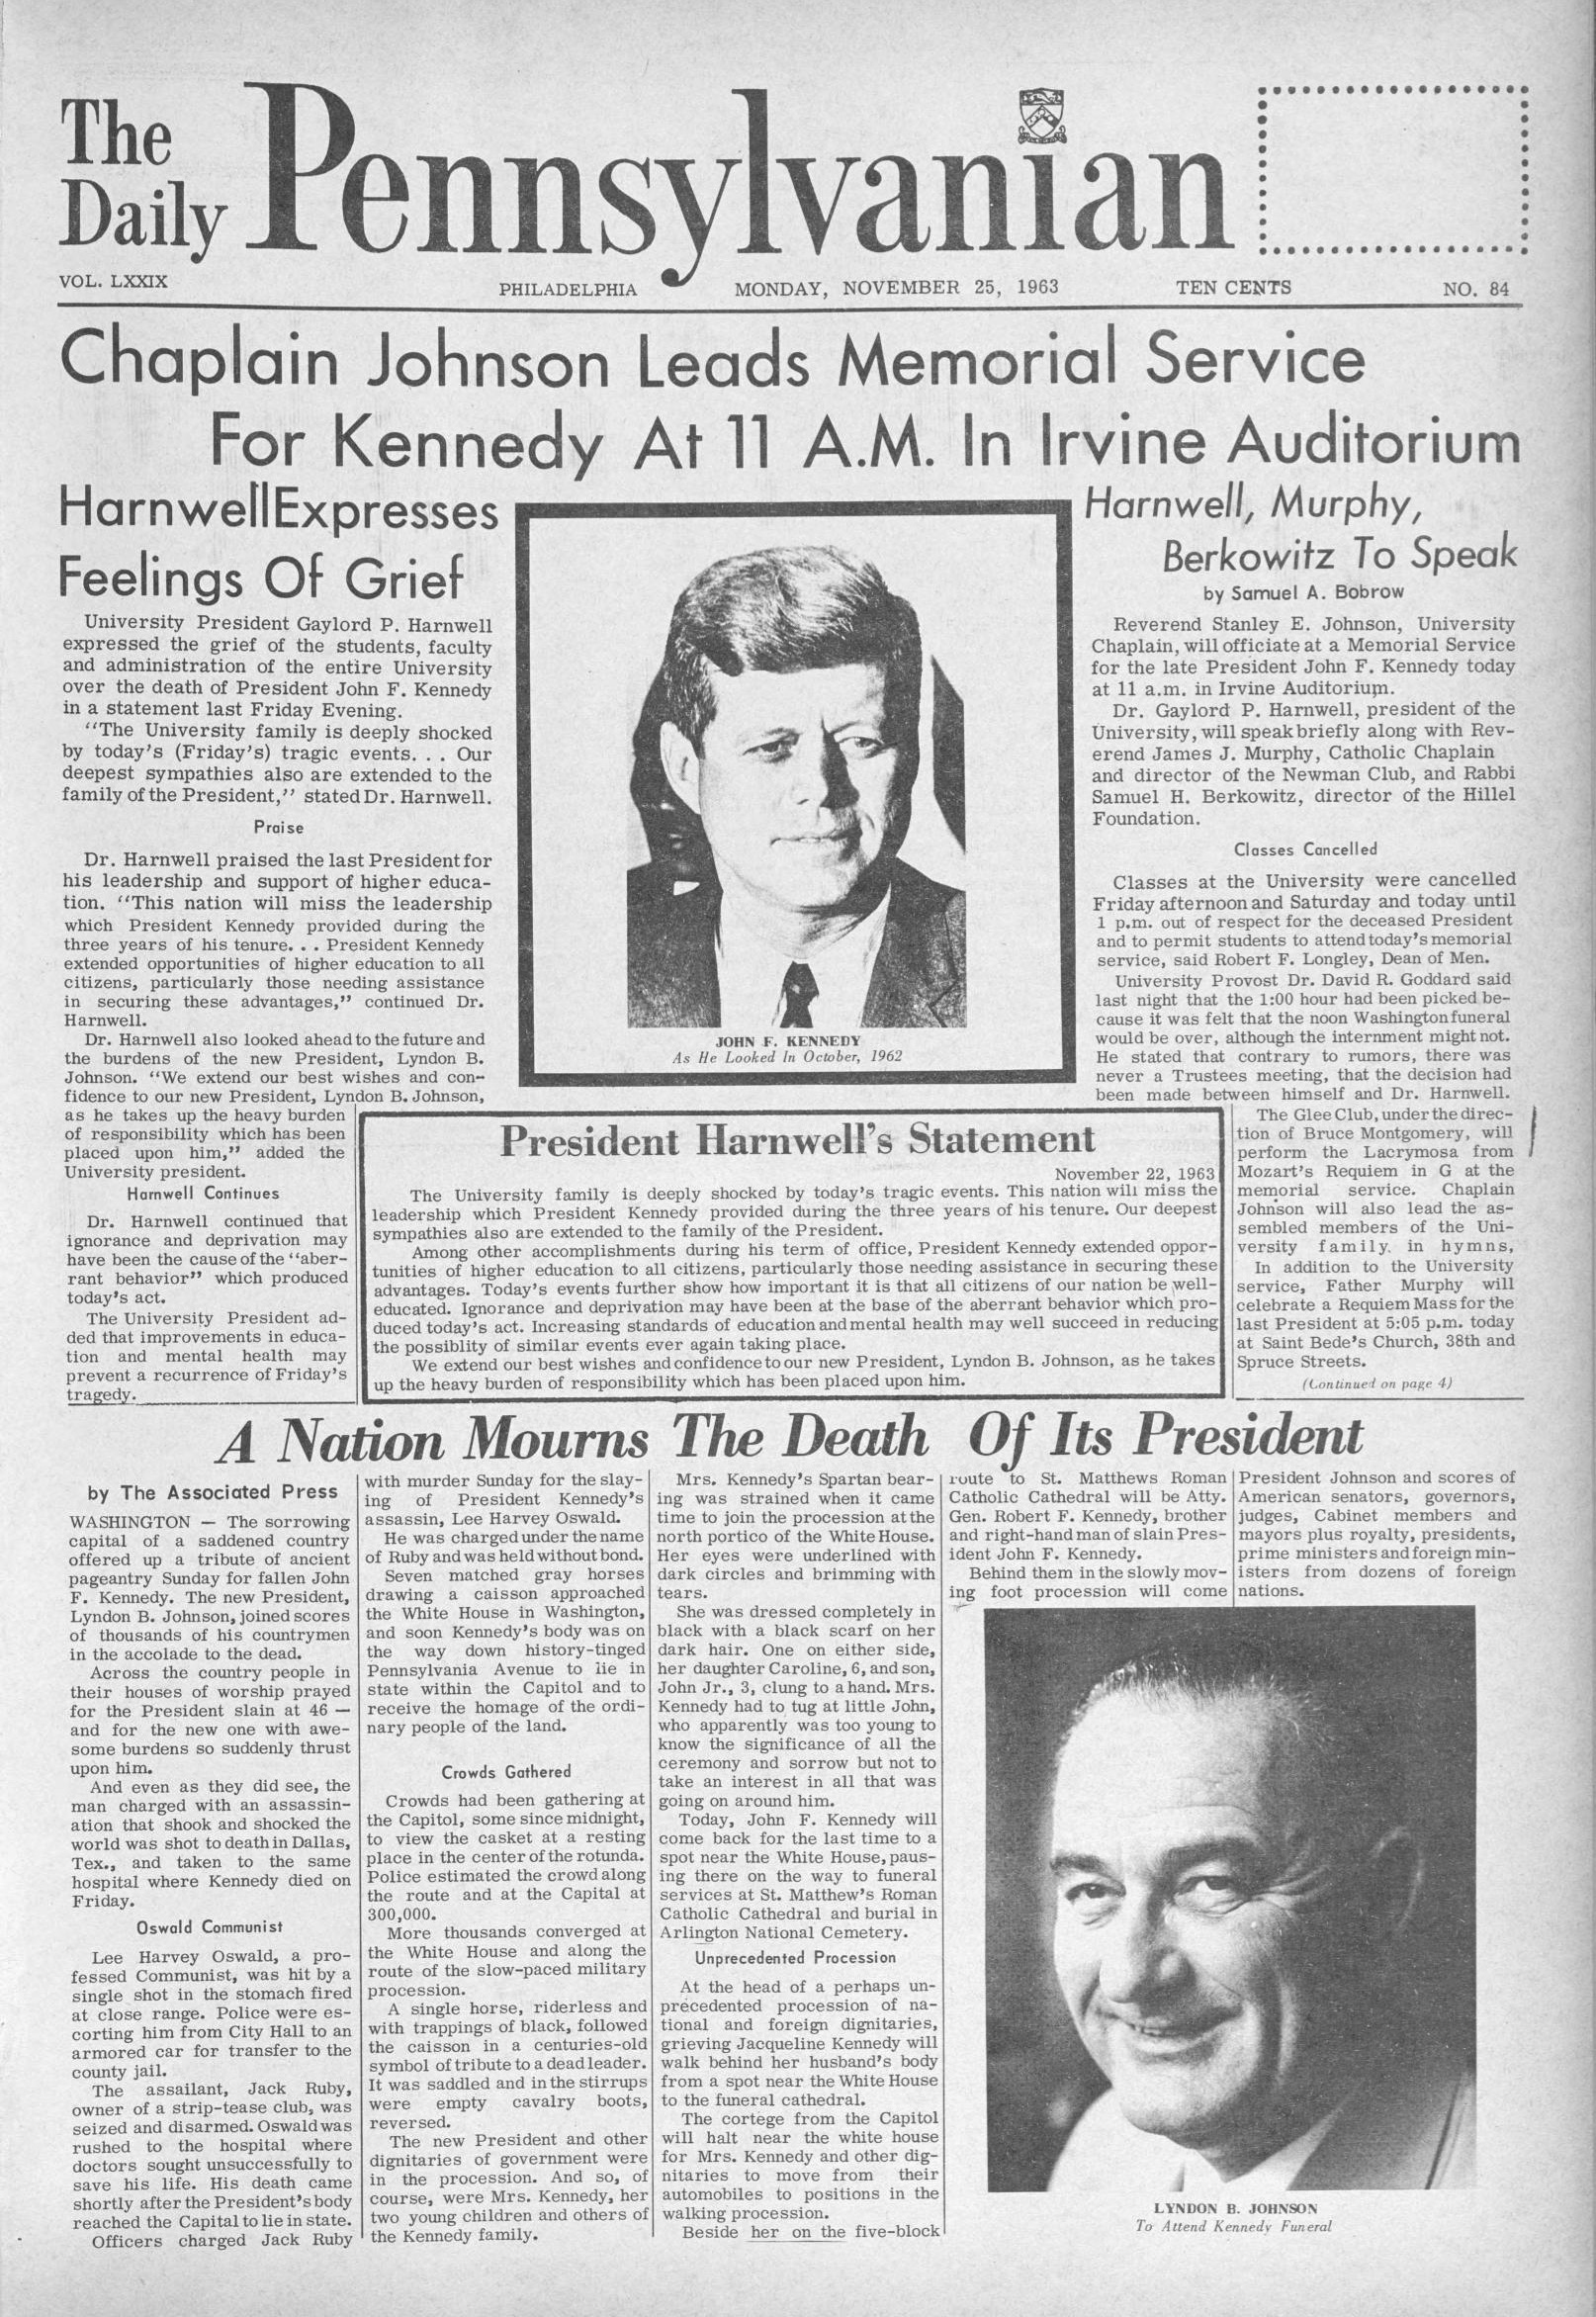 The
Daily
Pennsylvanian
VOL. LXXIX
PHILADELPHIA
MONDAY, NOVEMBER 25, 1963
TEN CENTS
NO. 84
Chaplain Johnson Leads Memorial Service
For Kennedy At 11 A.M. In Irvine Auditorium
HarnwellExpresses
Feelings Of Grief
University President Gaylord P. Harnwell
expressed the grief of the students, faculty
and administration of the entire University
over the death of President John F. Kennedy
in a statement last Friday Evening.
"The University family is deeply shocked
by today's (Friday's) tragic events. . . Our
deepest sympathies also are extended to the
family of the President," stated Dr. Harnwell.
Praise
Dr. Harnwell praised the last President for
his leadership and support of higher educa-
tion. "This nation will miss the leadership
which President Kennedy provided during the
three years of his tenure. . . President Kennedy
extended opportunities of higher education to all
citizens, particularly those needing assistance
in securing these advantages," continued Dr.
Harnwell.
Dr. Harnwell also looked ahead to the future and
the burdens of the new President, Lyndon B.
Johnson. "We extend our best wishes and con-
fidence to our new President, Lyndon B. Johnson,
as he takes up the heavy burden
of responsibility which has been
placed upon him," added the
University president.
Harnwell Continues
Dr. Harnwell continued that
ignorance and deprivation may
have been the cause of the "aber-
rant behavior" which produced
today's act.
The University President ad-
ded that improvements in educa-
tion and mental health may
prevent a recurrence of Friday's
tragedy.
JOHN F. KENNEDY
As He Looked In October, 1962
President Harnwell's Statement
November 22, 1963
The University family is deeply shocked by today's tragic events. This nation will miss the
leadership which President Kennedy provided during the three years of his tenure. Our deepest
sympathies also are extended to the family of the President.
Among other accomplishments during his term of office, President Kennedy extended oppor-
tunities of higher education to all citizens, particularly those needing assistance in securing these
advantages. Today's events further show how important it is that all citizens of our nation be well-
educated. Ignorance and deprivation may have been at the base of the aberrant behavior which pro-
duced today's act. Increasing standards of education and mental health may well succeed in reducing
the possiblity of similar events ever again taking place.
We extend our best wishes and confidence to our new President, Lyndon B. Johnson, as he takes
up the heavy burden of responsibility which has been placed upon him.
Harnwell, Murphy,
Berkowitz To Speak
by Samuel A. Bobrow
Reverend Stanley E. Johnson, University
Chaplain, will officiate at a Memorial Service
for the late President John F. Kennedy today
at 11 a.m. in Irvine Auditorium.
Dr. Gaylord P. Harnwell, president of the
University, will speak briefly along with Rev-
erend James J. Murphy, Catholic Chaplain
and director of the Newman Club, and Rabbi
Samuel H. Berkowitz, director of the Hillel
Foundation.
Classes Cancelled
Classes at the University were cancelled
Friday afternoon and Saturday and today until
1 p.m. out of respect for the deceased President
and to permit students to attend today's memorial
service, said Robert F. Longley, Dean of Men.
University Provost Dr. David R. Goddard said
last night that the 1:00 hour had been picked be-
cause it was felt that the noon Washington funeral
would be over, although the internment might not.
He stated that contrary to rumors, there was
never a Trustees meeting, that the decision had
been made between himself and Dr. Harnwell.
The Glee Club, under the direc-
tion of Bruce Montgomery, will
perform the Lacrymosa from
Mozart's Requiem in G at the
memorial service. Chaplain
Johnson will also lead the as-
sembled members of the Uni-
versity family. in hymns,
In addition to the University
service, Father Murphy will
celebrate a Requiem Mass for the
last President at 5:05 p.m. today
at Saint Bede's Church, 38th and
Spruce Streets.
(Continued on page 4)
A Nation Mourns The Death Of Its President
by The Associated Press
WASHINGTON — The sorrowing
capital of a saddened country
offered up a tribute of ancient
pageantry Sunday for fallen John
F. Kennedy. The new President,
Lyndon B. Johnson, joined scores
of thousands of his countrymen
in the accolade to the dead.
Across the country people in
their houses of worship prayed
for the President slain at 46 —
and for the new one with awe-
some burdens so suddenly thrust
upon him.
And even as they did see, the
man charged with an assassin-
ation that shook and shocked the
world was shot to death in Dallas,
Tex., and taken to the same
hospital where Kennedy died on
Friday.
Oswald Communist
Lee Harvey Oswald, a pro-
fessed Communist, was hit by a
single shot in the stomach fired
at close range. Police were es-
corting him from City Hall to an
armored car for transfer to the
county jail.
The assailant, Jack Ruby,
owner of a strip-tease club, was
seized and disarmed. Oswald was
rushed to the hospital where
doctors sought unsuccessfully to
save his life. His death came
shortly after the President's body
reached the Capital to lie in state.
Officers charged Jack Ruby
with murder Sunday for the slay-
ing of President Kennedy's
assassin, Lee Harvey Oswald.
He was charged under the name
of Ruby and was held without bond.
Seven matched gray horses
drawing a caisson approached
the White House in Washington,
and soon Kennedy's body was on
the way down history-tinged
Pennsylvania Avenue to lie in
state within the Capitol and to
receive the homage of the ordi-
nary people of the land.
Crowds Gathered
Crowds had been gathering at
the Capitol, some since midnight,
to view the casket at a resting
place in the center of the rotunda.
Police estimated the crowd along
the route and at the Capital at
300,000.
More thousands converged at
the White House and along the
route of the slow-paced military
procession.
A single horse, riderless and
with trappings of black, followed
the caisson in a centuries-old
symbol of tribute to a dead leader.
It was saddled and in the stirrups
were empty cavalry boots,
reversed.
The new President and other
dignitaries of government were
in the procession. And so, of
course, were Mrs. Kennedy, her
two young children and others of
the Kennedy family.
Mrs. Kennedy's Spartan bear-
ing was strained when it came
time to join the procession at the
north portico of the White House.
Her eyes were underlined with
dark circles and brimming with
tears.
She was dressed completely in
black with a black scarf on her
dark hair. One on either side,
her daughter Caroline, 6, and son,
John Jr., 3, clung to a hand. Mrs.
Kennedy had to tug at little John,
who apparently was too young to
know the significance of all the
ceremony and sorrow but not to
take an interest in all that was
going on around him.
Today, John F. Kennedy will
come back for the last time to a
spot near the White House, paus-
ing there on the way to funeral
services at St. Matthew's Roman
Catholic Cathedral and burial in
Arlington National Cemetery.
Unprecedented Procession
At the head of a perhaps un-
precedented procession of na-
tional and foreign dignitaries,
grieving Jacqueline Kennedy will
walk behind her husband's body
from a spot near the White House
to the funeral cathedral.
The cortege from the Capitol
will halt near the white house
for Mrs. Kennedy and other dig-
nitaries to move from their
automobiles to positions in the
walking procession.
Beside her on the five-block
route to St. Matthews Roman
Catholic Cathedral will be Atty.
Gen. Robert F. Kennedy, brother
and right-hand man of slain Pres-
ident John F. Kennedy.
Behind them in the slowly mov-
ing foot procession will come
President Johnson and scores of
American senators, governors,
judges, Cabinet members and
mayors plus royalty, presidents,
prime ministers and foreign min-
isters from dozens of foreign
nations.
LYNDON B. JOHNSON
To Attend Kennedy Funeral